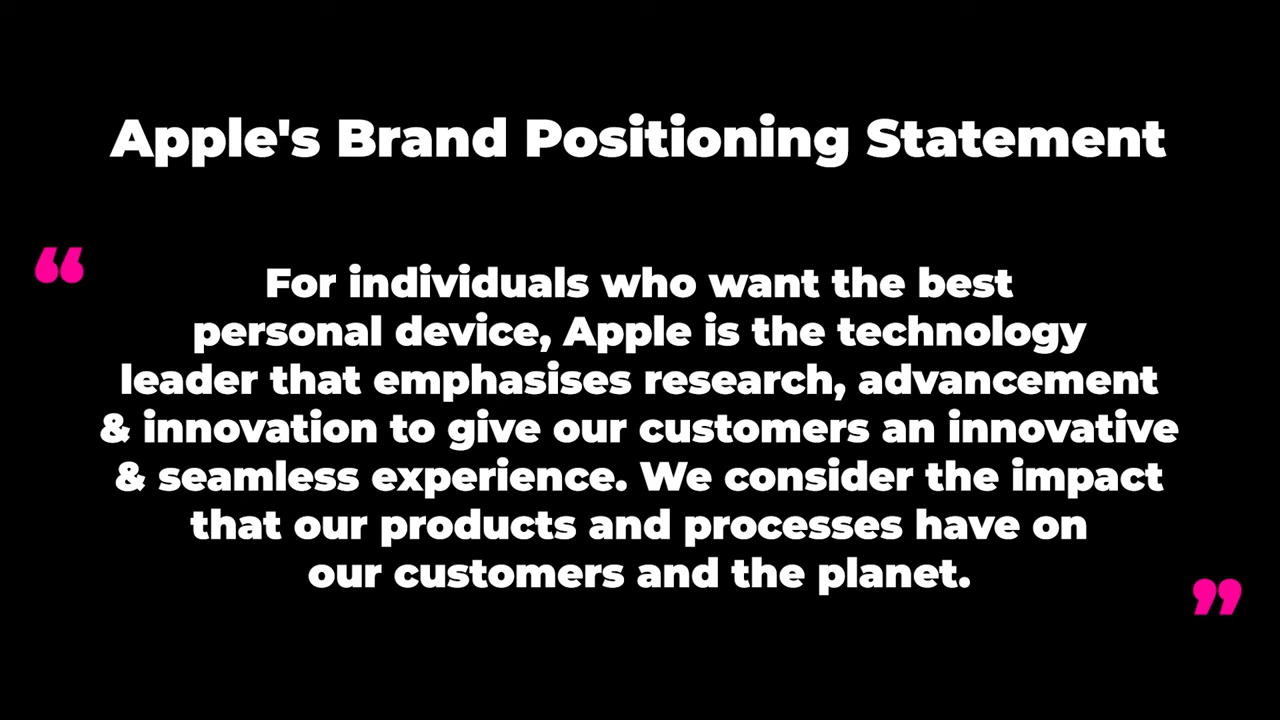 Apple's Brand Positioning Statement
“
For individuals who want the best
personal device, Apple is the technology
leader that emphasises research, advancement
& innovation to give our customers an innovative
& seamless experience. We consider the impact
that our products and processes have on
our customers and the planet.
”